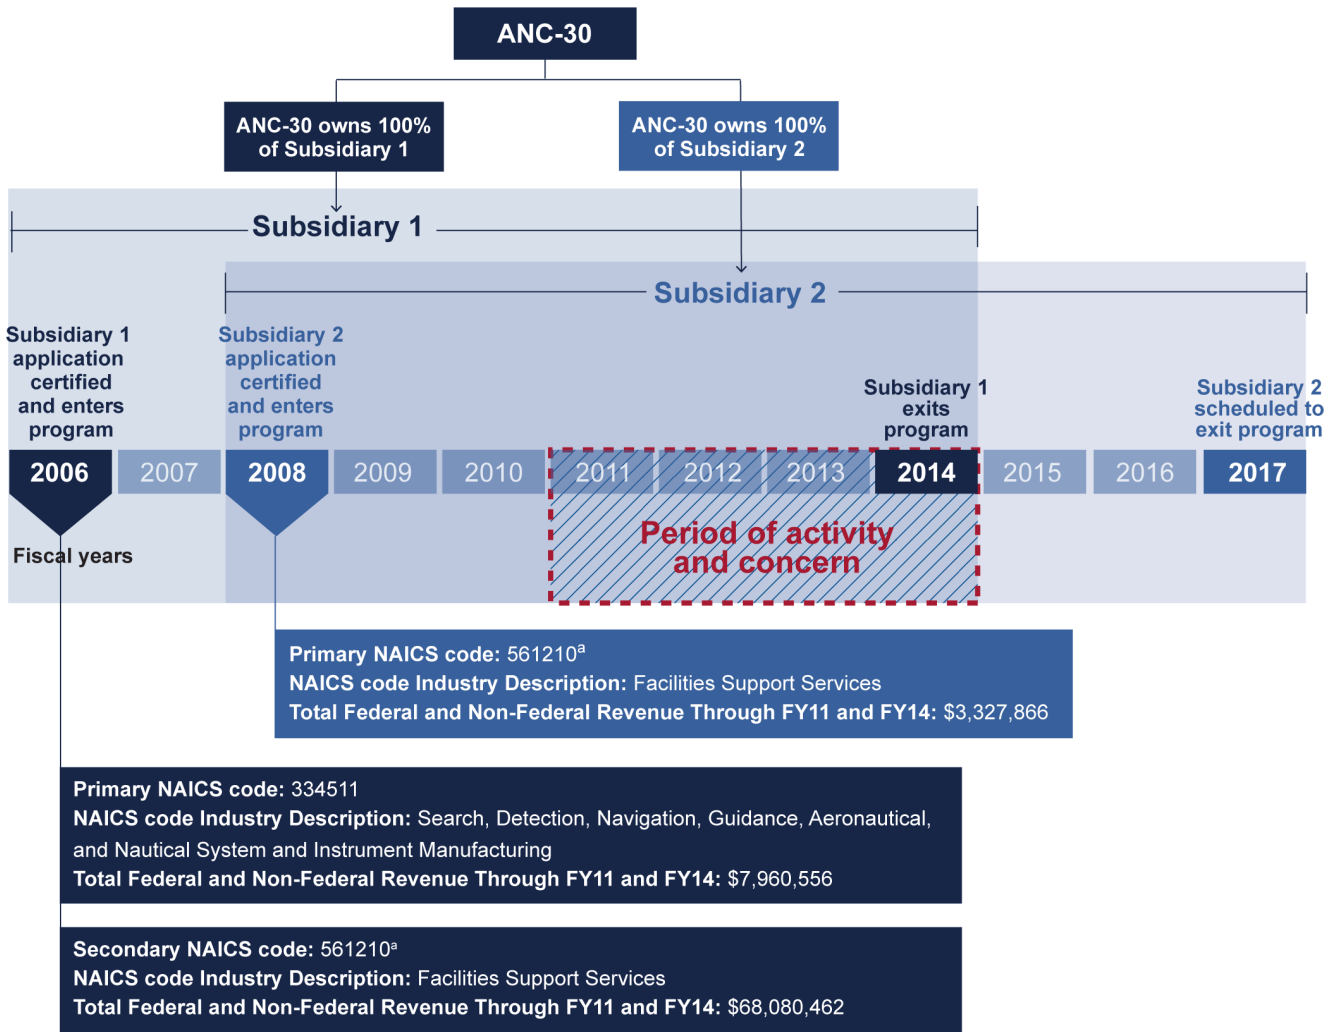 ANC-30
ANC-30 owns 100%
of Subsidiary 1
ANC-30 owns 100%
of Subsidiary 2
Subsidiary 1
Subsidiary 2
Subsidiary 1
application
certified
and enters
program
Subsidiary 2
application
certified
and enters
program
Subsidiary 1
exits
program
Subsidiary 2
scheduled to
exit program
2006 2007 2008 2009 2010 2011 2012 2013 2014 2015 2016 2017
Fiscal years
Period of activity
and concern
Primary NAICS code: 561210ª
NAICS code Industry Description: Facilities Support Services
Total Federal and Non-Federal Revenue Through FY11 and FY14: $3,327,866
Primary NAICS code: 334511
NAICS code Industry Description: Search, Detection, Navigation, Guidance, Aeronautical,
and Nautical System and Instrument Manufacturing
Total Federal and Non-Federal Revenue Through FY11 and FY14: $7,960,556
Secondary NAICS code: 561210ª
NAICS code Industry Description: Facilities Support Services
Total Federal and Non-Federal Revenue Through FY11 and FY14: $68,080,462